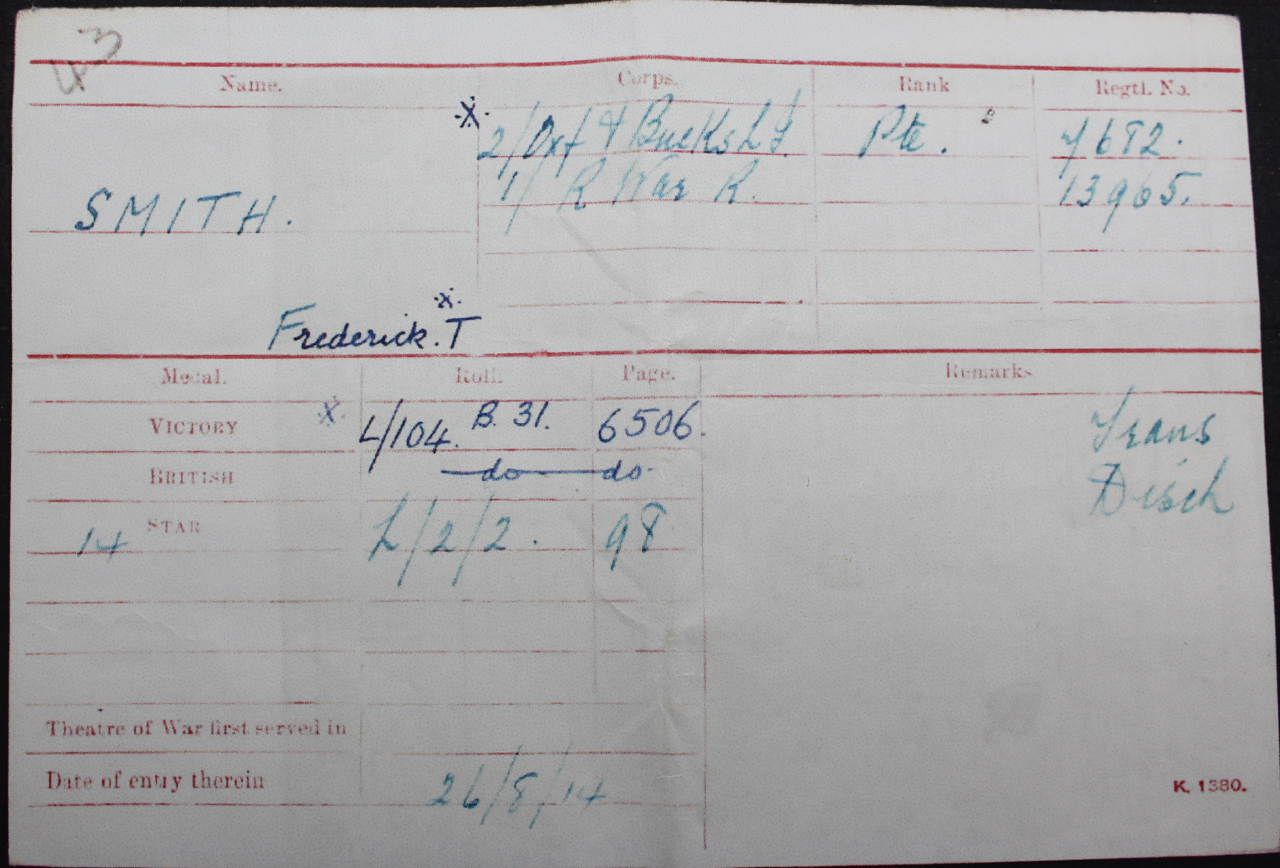 43
Name. Corps. Rank Regtl. No.
X 2/Oxf & Bucks L I. Pte. 7682.
1/ R War R. 13965.
SMITH.
X
Frederick. T
Medal. Roll. Page. Remarks
VICTORY X L/104. B. 31. 6506. Trans
BRITISH do do Disch
14 STAR L/2/2. 98
Theatre of War first served in
Date of entry therein 26/8/14
K. 1380.